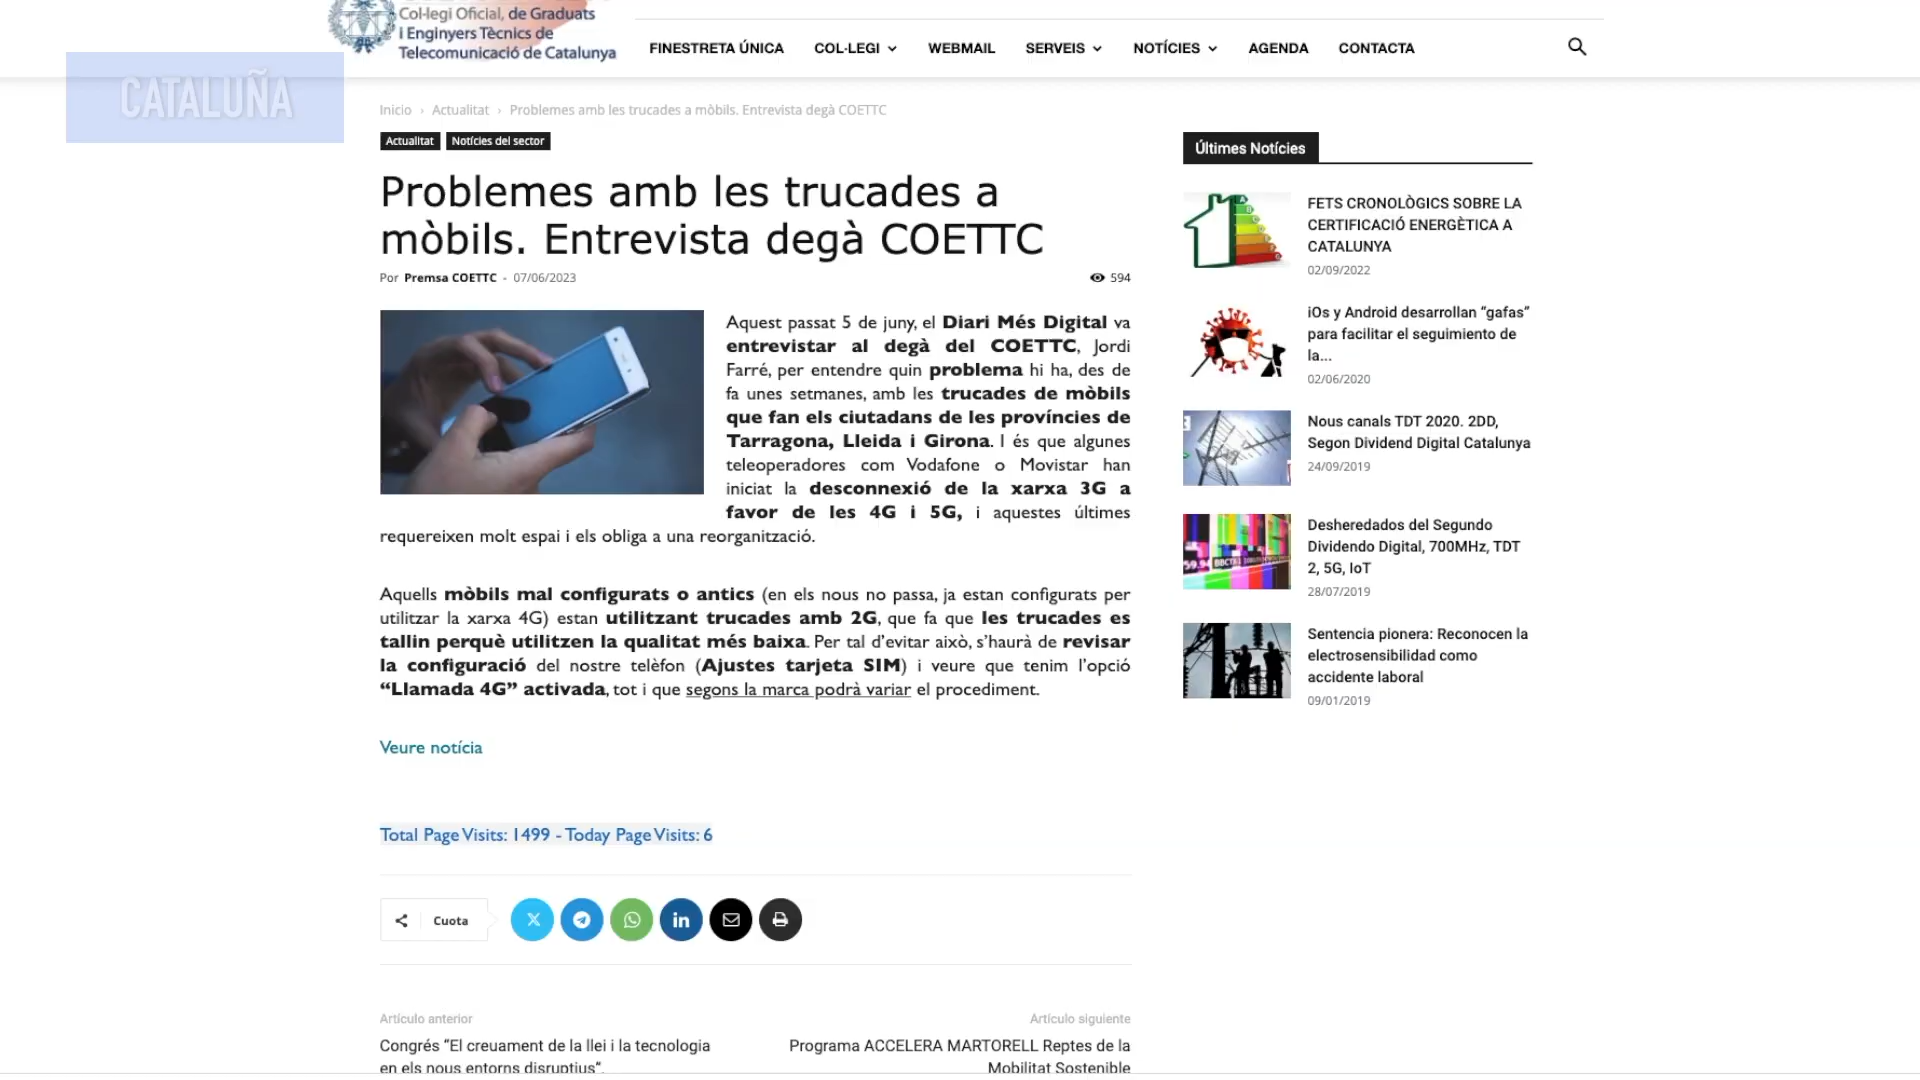 Col·legi Oficial, de Graduats
i Enginyers Tècnics de
Telecomunicació de Catalunya
FINESTRETA ÚNICA
COL·LEGI
WEBMAIL
SERVEIS
NOTÍCIES
AGENDA
CONTACTA
CATALUÑA
Inicio › Actualitat › Problemes amb les trucades a mòbils. Entrevista degà COETTC
Actualitat
Notícies del sector
Problemes amb les trucades a
mòbils. Entrevista degà COETTC
Por Premsa COETTC - 07/06/2023
594
Aquest passat 5 de juny, el Diari Més Digital va
entrevistar al degà del COETTC, Jordi
Farré, per entendre quin problema hi ha, des de
fa unes setmanes, amb les trucades de mòbils
que fan els ciutadans de les províncies de
Tarragona, Lleida i Girona. I és que algunes
teleoperadores com Vodafone o Movistar han
iniciat la desconnexió de la xarxa 3G a
favor de les 4G i 5G, i aquestes últimes
requereixen molt espai i els obliga a una reorganització.
Aquells mòbils mal configurats o antics (en els nous no passa, ja estan configurats per
utilitzar la xarxa 4G) estan utilitzant trucades amb 2G, que fa que les trucades es
tallin perquè utilitzen la qualitat més baixa. Per tal d'evitar això, s'haurà de revisar
la configuració del nostre telèfon (Ajustes tarjeta SIM) i veure que tenim l'opció
“Llamada 4G” activada, tot i que segons la marca podrà variar el procediment.
Veure notícia
Total Page Visits: 1499 - Today Page Visits: 6
Cuota
Artículo anterior
Congrés “El creuament de la llei i la tecnologia
en els nous entorns disruptius”.
Artículo siguiente
Programa ACCELERA MARTORELL Reptes de la
Mobilitat Sostenible
Últimes Notícies
FETS CRONOLÒGICS SOBRE LA
CERTIFICACIÓ ENERGÈTICA A
CATALUNYA
02/09/2022
iOs y Android desarrollan “gafas”
para facilitar el seguimiento de
la...
02/06/2020
Nous canals TDT 2020. 2DD,
Segon Dividend Digital Catalunya
24/09/2019
Desheredados del Segundo
Dividendo Digital, 700MHz, TDT
2, 5G, IoT
28/07/2019
Sentencia pionera: Reconocen la
electrosensibilidad como
accidente laboral
09/01/2019